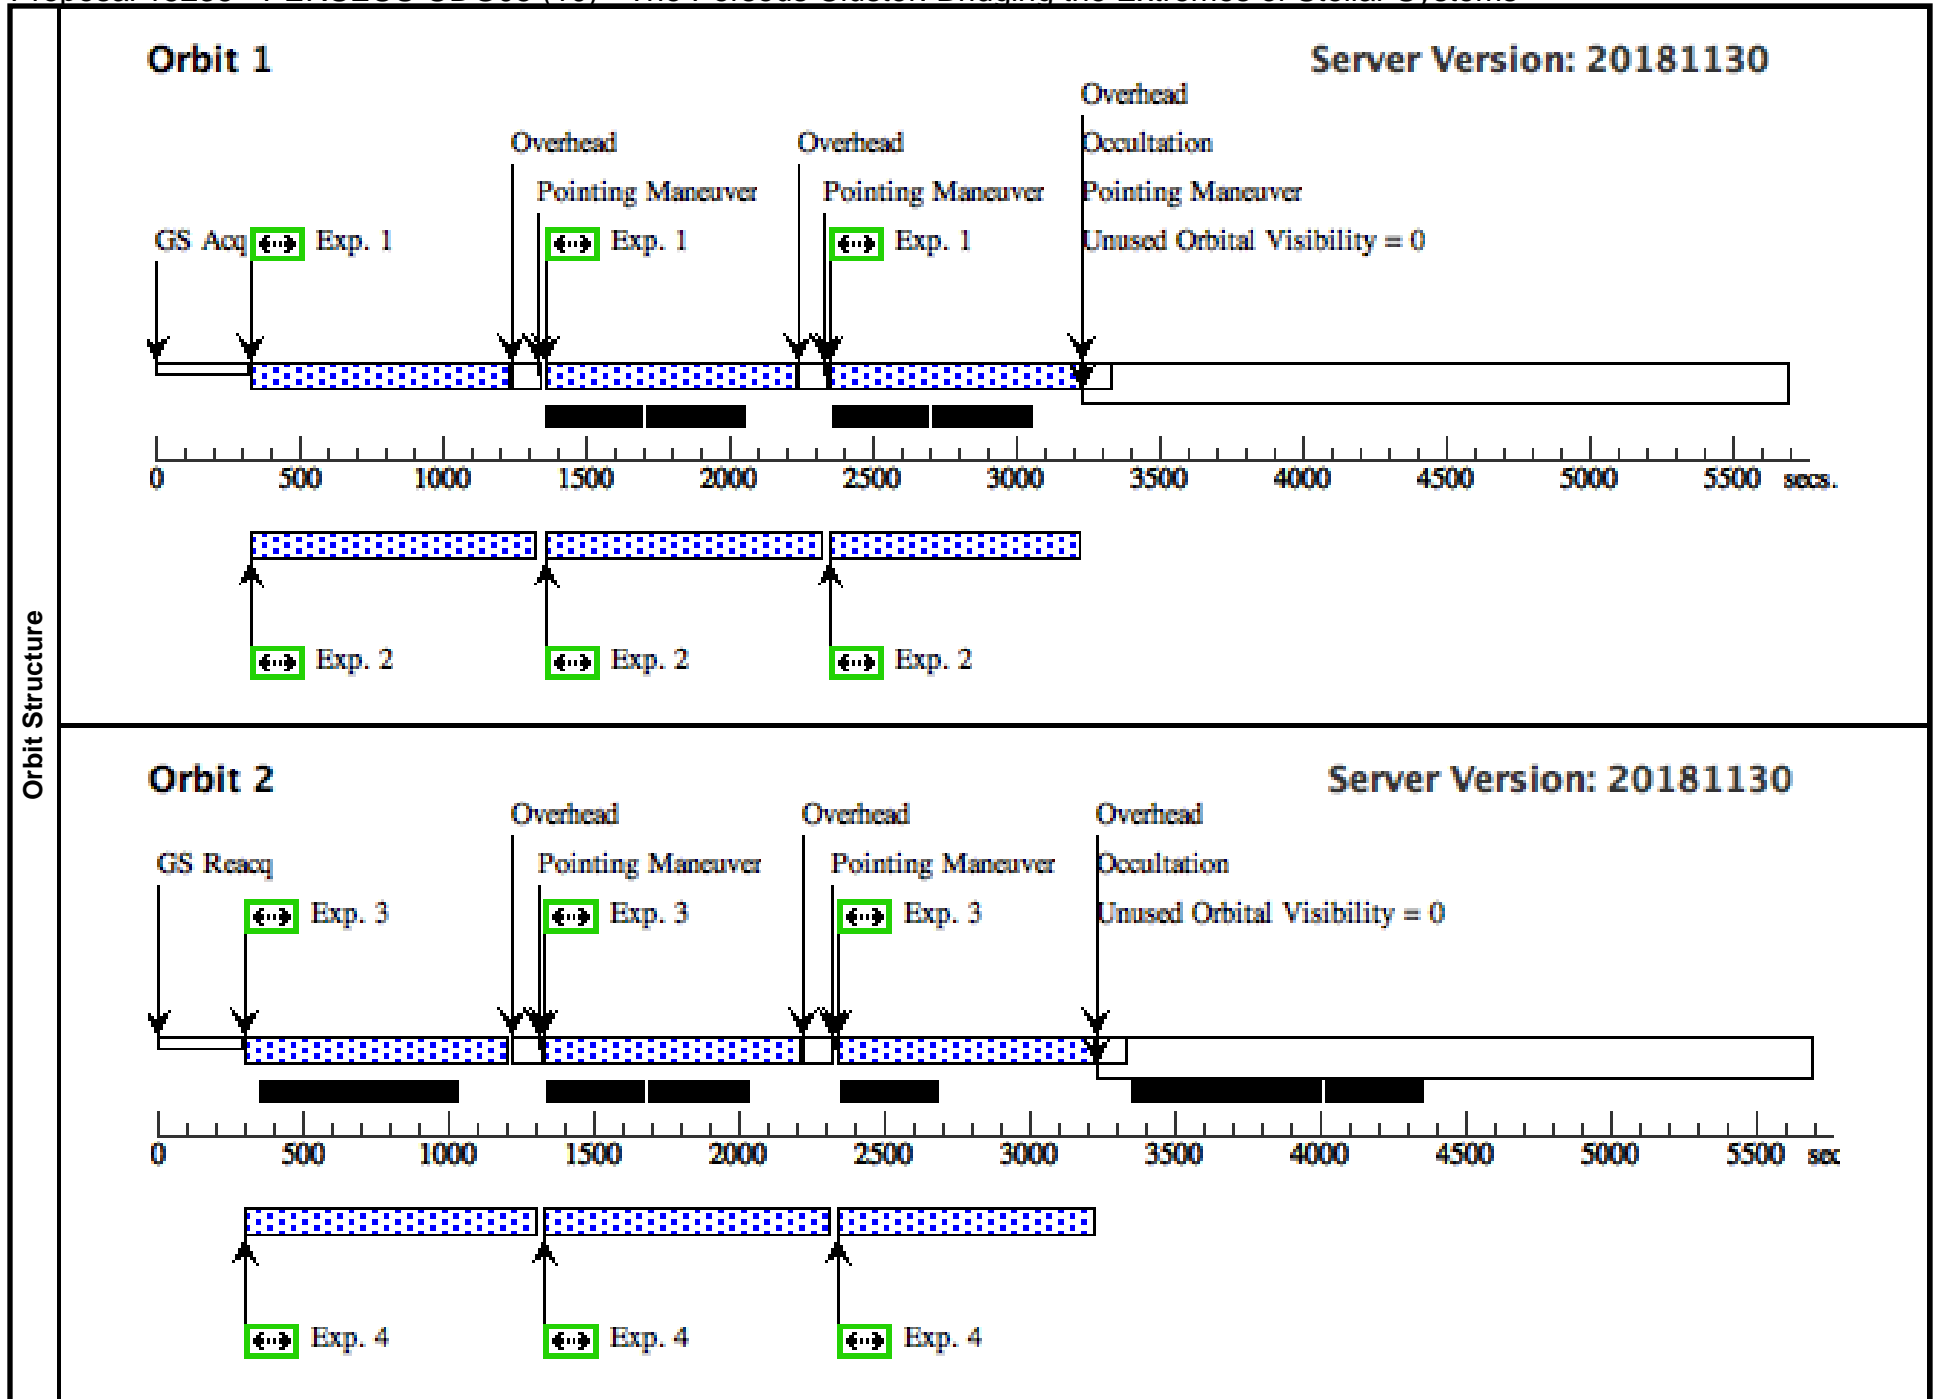 Orbit Structure
Orbit 1
Server Version: 20181130
Overhead
Overhead
Overhead
Occultation
Pointing Maneuver
Pointing Maneuver
Pointing Maneuver
GS Acq
Exp. 1
Exp. 1
Exp. 1
Unused Orbital Visibility = 0
0 500 1000 1500 2000 2500 3000 3500 4000 4500 5000 5500 secs.
Exp. 2
Exp. 2
Exp. 2
Orbit 2
Server Version: 20181130
Overhead
Overhead
Overhead
GS Reacq
Pointing Maneuver
Pointing Maneuver
Occultation
Exp. 3
Exp. 3
Exp. 3
Unused Orbital Visibility = 0
0 500 1000 1500 2000 2500 3000 3500 4000 4500 5000 5500 sec
Exp. 4
Exp. 4
Exp. 4